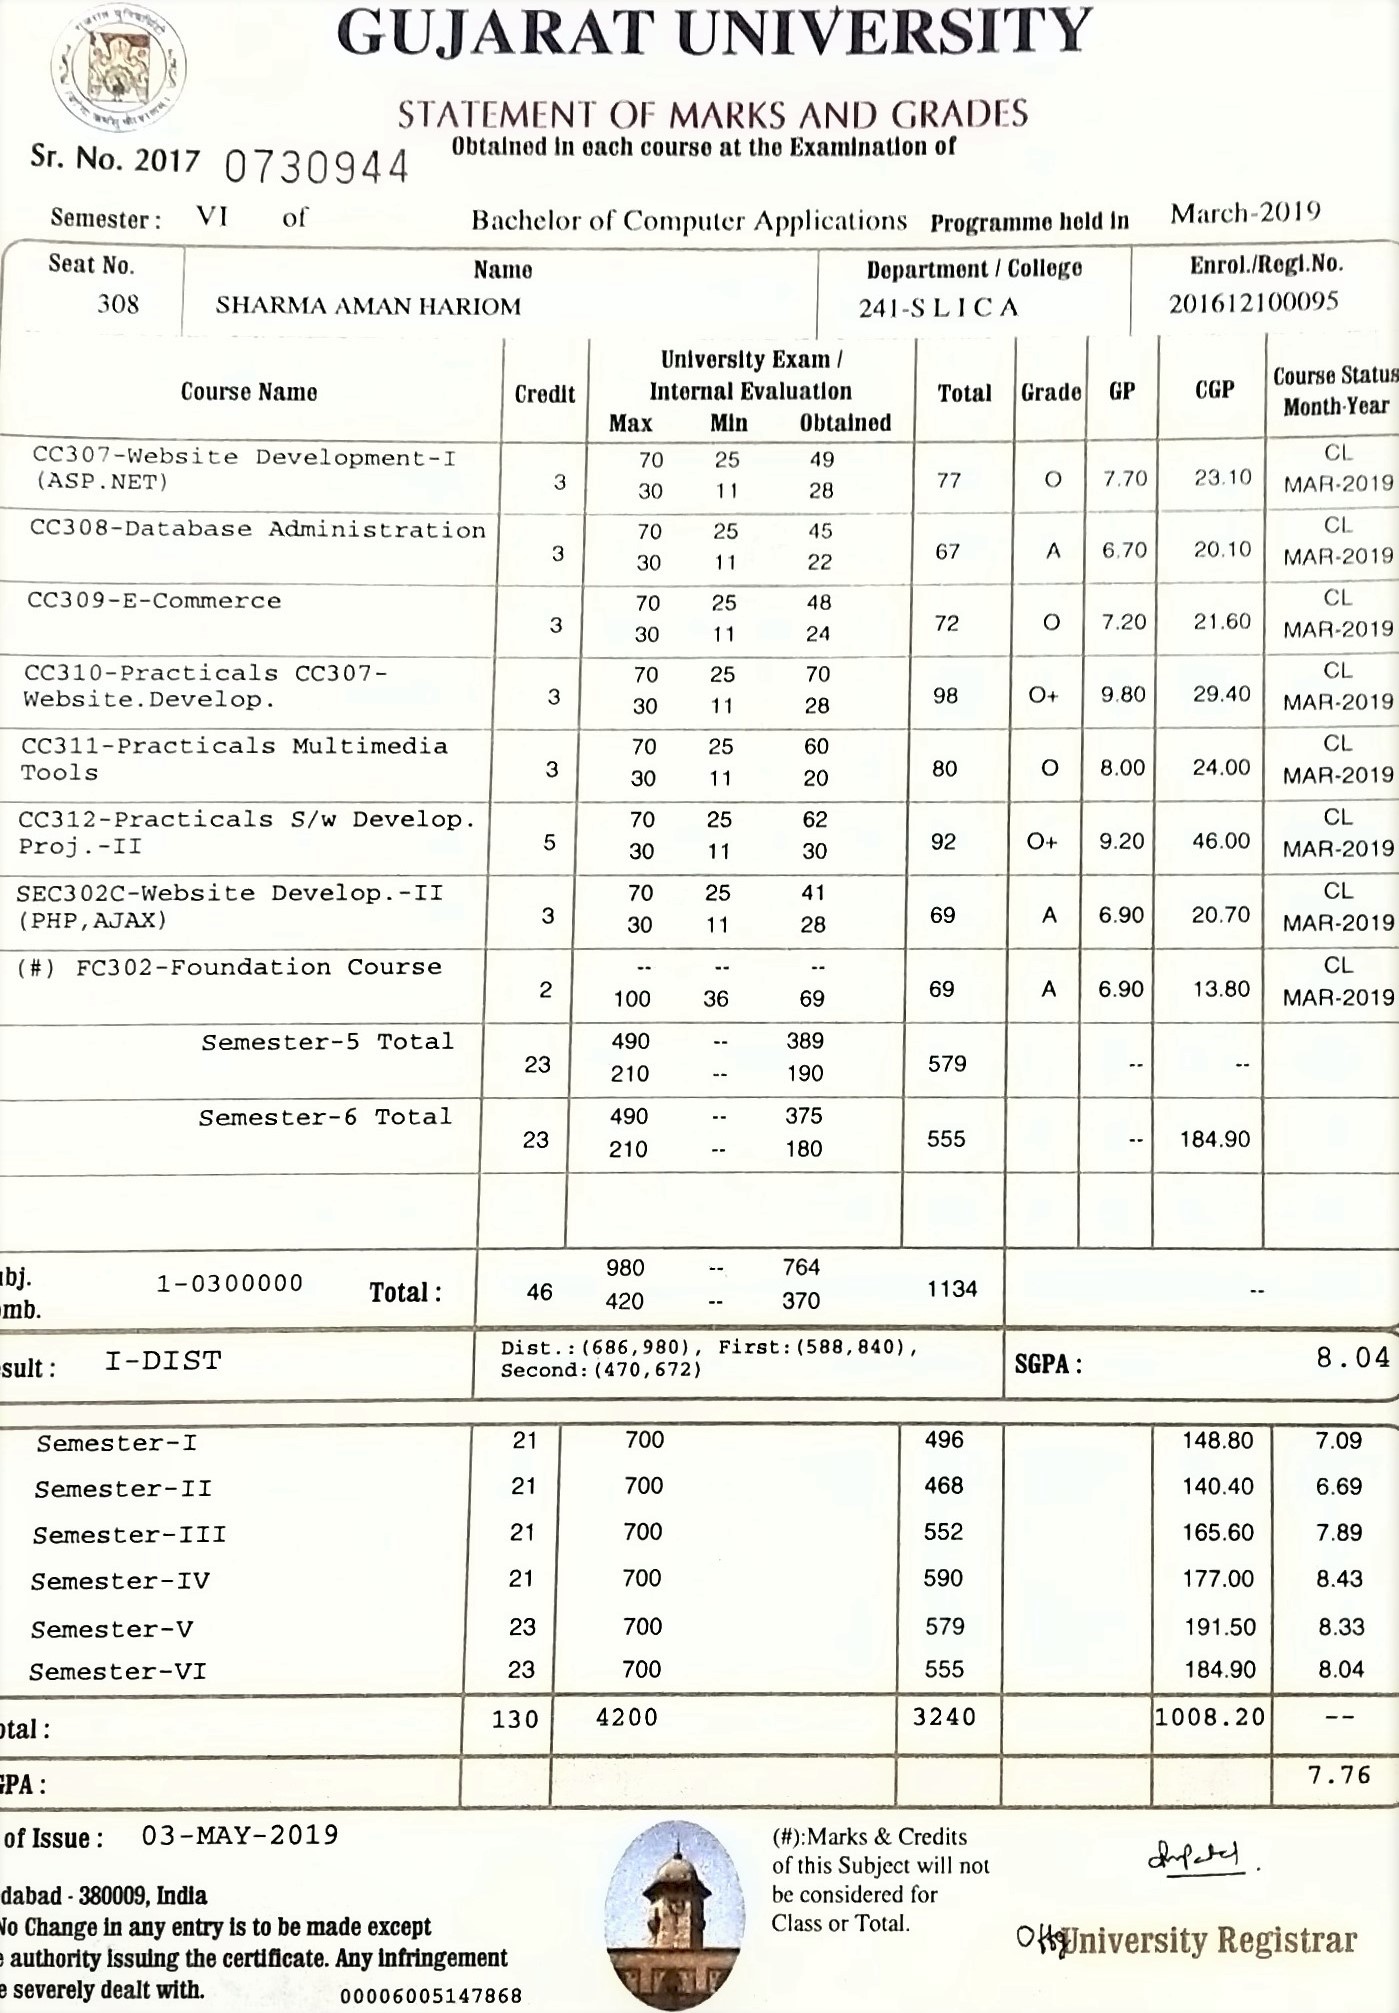 GUJARAT UNIVERSITY
STATEMENT OF MARKS AND GRADES
Obtained in each course at the Examination of
Sr. No. 2017 0730944
Semester : VI of Bachelor of Computer Applications Programme held in March-2019
Seat No. Name Department / College Enrol./Regl.No.
308 SHARMA AMAN HARIOM 241-S L I C A 201612100095
Course Name Credit University Exam / Internal Evaluation Total Grade GP CGP Course Status Month-Year
Max Min Obtained
CC307-Website Development-I 70 25 49 CL
(ASP.NET) 3 30 11 28 77 O 7.70 23.10 MAR-2019
CC308-Database Administration 70 25 45 CL
3 30 11 22 67 A 6.70 20.10 MAR-2019
CC309-E-Commerce 70 25 48 CL
3 30 11 24 72 O 7.20 21.60 MAR-2019
CC310-Practicals CC307- 70 25 70 CL
Website.Develop. 3 30 11 28 98 O+ 9.80 29.40 MAR-2019
CC311-Practicals Multimedia 70 25 60 CL
Tools 3 30 11 20 80 O 8.00 24.00 MAR-2019
CC312-Practicals S/w Develop. 70 25 62 CL
Proj.-II 5 30 11 30 92 O+ 9.20 46.00 MAR-2019
SEC302C-Website Develop.-II 70 25 41 CL
(PHP,AJAX) 3 30 11 28 69 A 6.90 20.70 MAR-2019
(#) FC302-Foundation Course -- -- -- CL
2 100 36 69 69 A 6.90 13.80 MAR-2019
Semester-5 Total 490 -- 389
23 210 -- 190 579 -- --
Semester-6 Total 490 -- 375
23 210 -- 180 555 -- 184.90
bj. 1-0300000 Total : 46 980 -- 764 1134 --
mb. 420 -- 370
sult : I-DIST Dist.:(686,980), First:(588,840), SGPA : 8.04
Second:(470,672)
Semester-I 21 700 496 148.80 7.09
Semester-II 21 700 468 140.40 6.69
Semester-III 21 700 552 165.60 7.89
Semester-IV 21 700 590 177.00 8.43
Semester-V 23 700 579 191.50 8.33
Semester-VI 23 700 555 184.90 8.04
otal : 130 4200 3240 1008.20 --
GPA : 7.76
of Issue : 03-MAY-2019
dabad - 380009, India
No Change in any entry is to be made except
e authority issuing the certificate. Any infringement
e severely dealt with. 00006005147868
(#):Marks & Credits
of this Subject will not
be considered for
Class or Total.
University Registrar